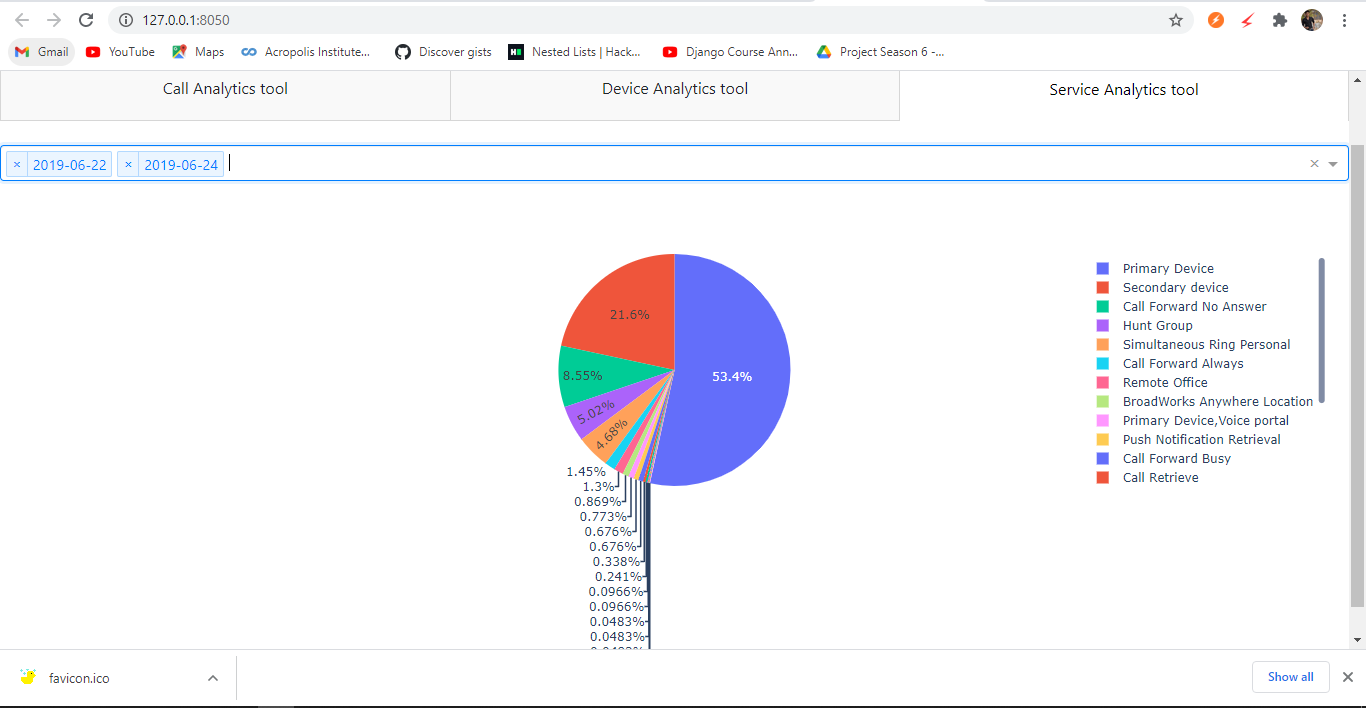 127.0.0.1:8050
Gmail YouTube Maps Acropolis Institute... Discover gists Nested Lists | Hack... Django Course Ann... Project Season 6 -...
Call Analytics tool Device Analytics tool Service Analytics tool
× 2019-06-22 × 2019-06-24 ×
Primary Device
Secondary device
Call Forward No Answer
Hunt Group
Simultaneous Ring Personal
Call Forward Always
Remote Office
BroadWorks Anywhere Location
Primary Device,Voice portal
Push Notification Retrieval
Call Forward Busy
Call Retrieve
21.6%
53.4%
8.55%
5.02%
4.68%
1.45%
1.3%
0.869%
0.773%
0.676%
0.676%
0.338%
0.241%
0.0966%
0.0966%
0.0483%
0.0483%
favicon.ico
Show all